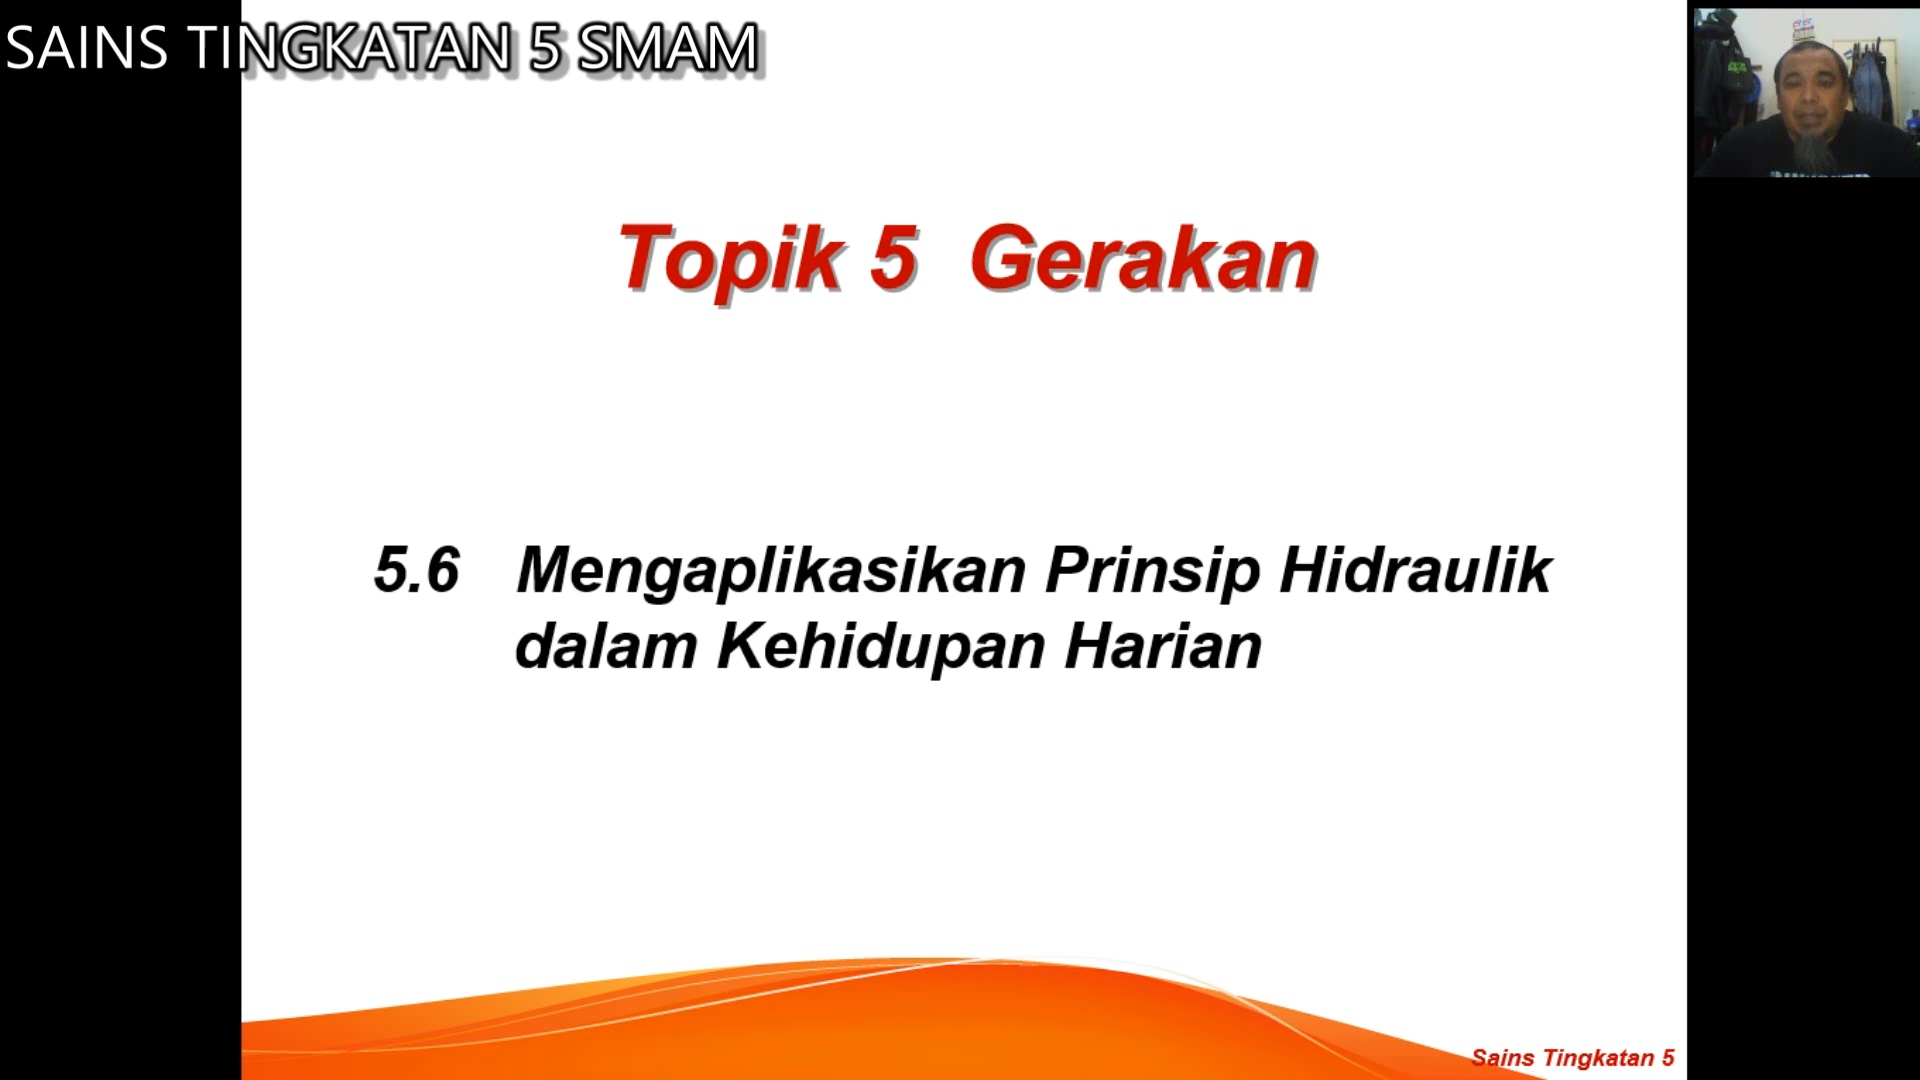 SAINS TINGKATAN 5 SMAM
Topik 5 Gerakan
5.6 Mengaplikasikan Prinsip Hidraulik
dalam Kehidupan Harian
Sains Tingkatan 5